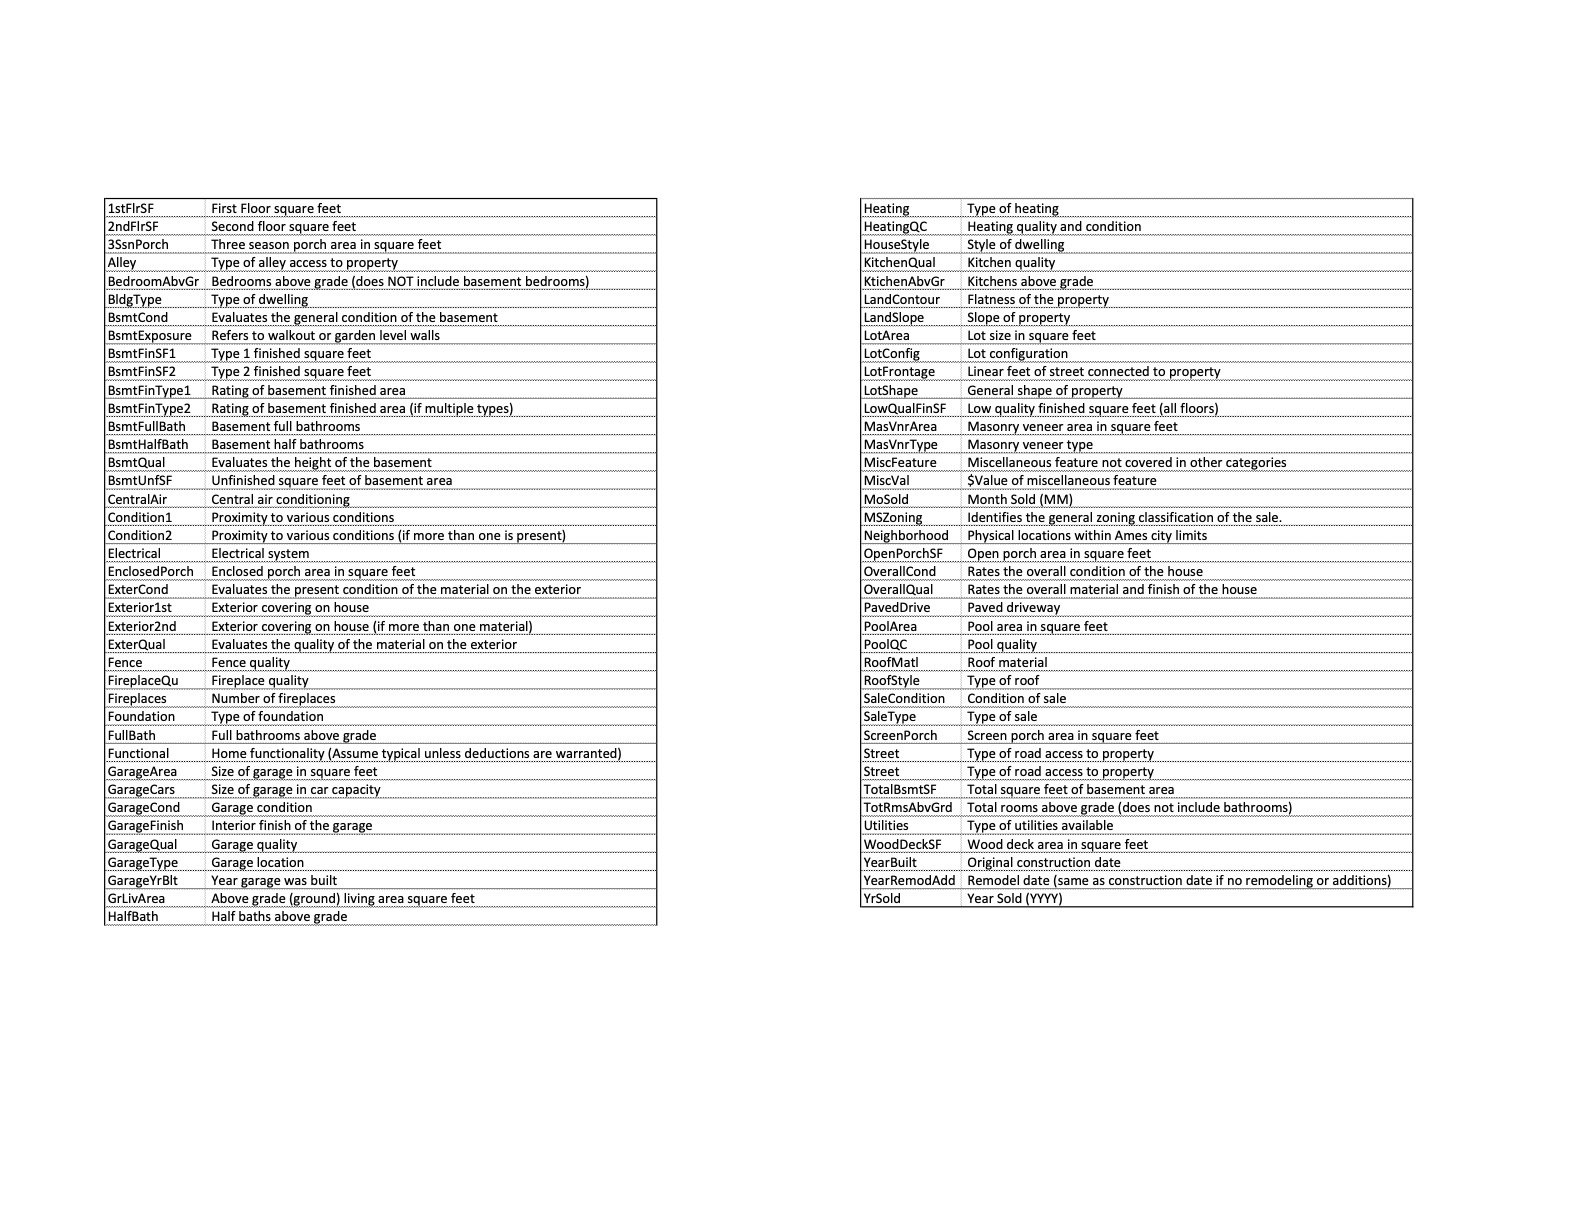 1stFlrSF First Floor square feet
2ndFlrSF Second floor square feet
3SsnPorch Three season porch area in square feet
Alley Type of alley access to property
BedroomAbvGr Bedrooms above grade (does NOT include basement bedrooms)
BldgType Type of dwelling
BsmtCond Evaluates the general condition of the basement
BsmtExposure Refers to walkout or garden level walls
BsmtFinSF1 Type 1 finished square feet
BsmtFinSF2 Type 2 finished square feet
BsmtFinType1 Rating of basement finished area
BsmtFinType2 Rating of basement finished area (if multiple types)
BsmtFullBath Basement full bathrooms
BsmtHalfBath Basement half bathrooms
BsmtQual Evaluates the height of the basement
BsmtUnfSF Unfinished square feet of basement area
CentralAir Central air conditioning
Condition1 Proximity to various conditions
Condition2 Proximity to various conditions (if more than one is present)
Electrical Electrical system
EnclosedPorch Enclosed porch area in square feet
ExterCond Evaluates the present condition of the material on the exterior
Exterior1st Exterior covering on house
Exterior2nd Exterior covering on house (if more than one material)
ExterQual Evaluates the quality of the material on the exterior
Fence Fence quality
FireplaceQu Fireplace quality
Fireplaces Number of fireplaces
Foundation Type of foundation
FullBath Full bathrooms above grade
Functional Home functionality (Assume typical unless deductions are warranted)
GarageArea Size of garage in square feet
GarageCars Size of garage in car capacity
GarageCond Garage condition
GarageFinish Interior finish of the garage
GarageQual Garage quality
GarageType Garage location
GarageYrBlt Year garage was built
GrLivArea Above grade (ground) living area square feet
HalfBath Half baths above grade
Heating Type of heating
HeatingQC Heating quality and condition
HouseStyle Style of dwelling
KitchenQual Kitchen quality
KtichenAbvGr Kitchens above grade
LandContour Flatness of the property
LandSlope Slope of property
LotArea Lot size in square feet
LotConfig Lot configuration
LotFrontage Linear feet of street connected to property
LotShape General shape of property
LowQualFinSF Low quality finished square feet (all floors)
MasVnrArea Masonry veneer area in square feet
MasVnrType Masonry veneer type
MiscFeature Miscellaneous feature not covered in other categories
MiscVal $Value of miscellaneous feature
MoSold Month Sold (MM)
MSZoning Identifies the general zoning classification of the sale.
Neighborhood Physical locations within Ames city limits
OpenPorchSF Open porch area in square feet
OverallCond Rates the overall condition of the house
OverallQual Rates the overall material and finish of the house
PavedDrive Paved driveway
PoolArea Pool area in square feet
PoolQC Pool quality
RoofMatl Roof material
RoofStyle Type of roof
SaleCondition Condition of sale
SaleType Type of sale
ScreenPorch Screen porch area in square feet
Street Type of road access to property
Street Type of road access to property
TotalBsmtSF Total square feet of basement area
TotRmsAbvGrd Total rooms above grade (does not include bathrooms)
Utilities Type of utilities available
WoodDeckSF Wood deck area in square feet
YearBuilt Original construction date
YearRemodAdd Remodel date (same as construction date if no remodeling or additions)
YrSold Year Sold (YYYY)